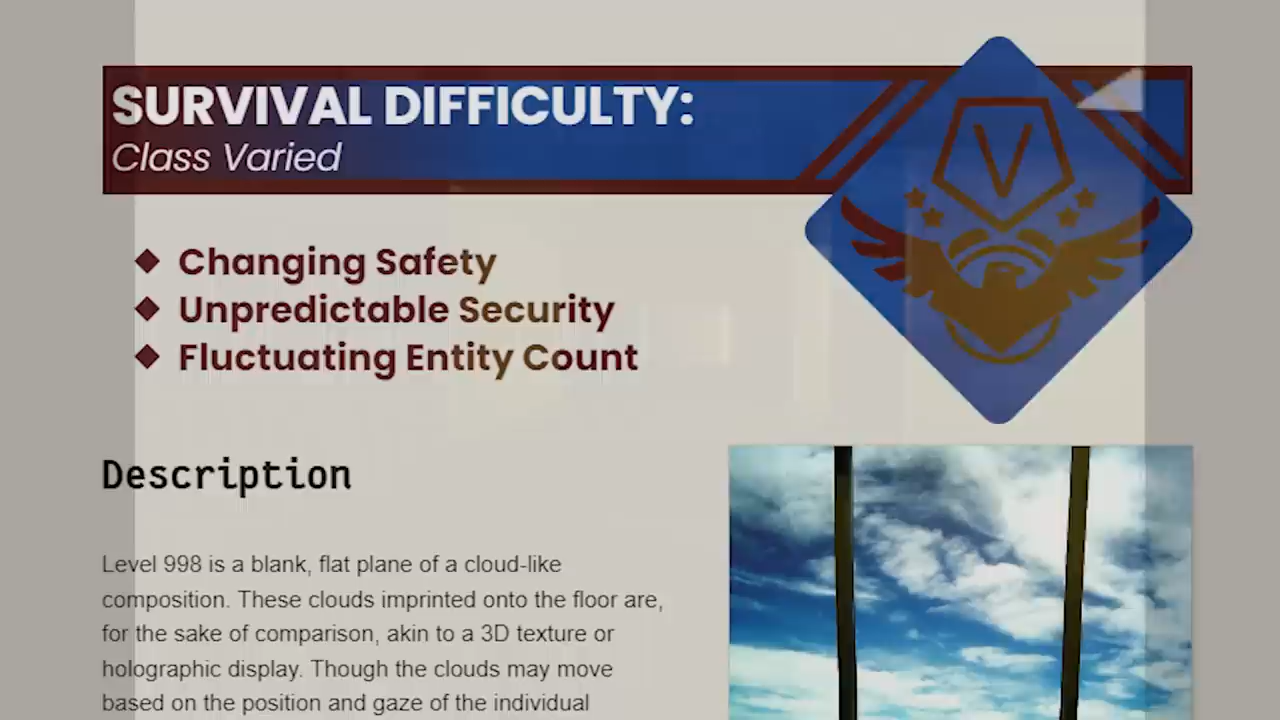 SURVIVAL DIFFICULTY:
Class Varied
V
Changing Safety
Unpredictable Security
Fluctuating Entity Count
Description
Level 998 is a blank, flat plane of a cloud-like
composition. These clouds imprinted onto the floor are,
for the sake of comparison, akin to a 3D texture or
holographic display. Though the clouds may move
based on the position and gaze of the individual